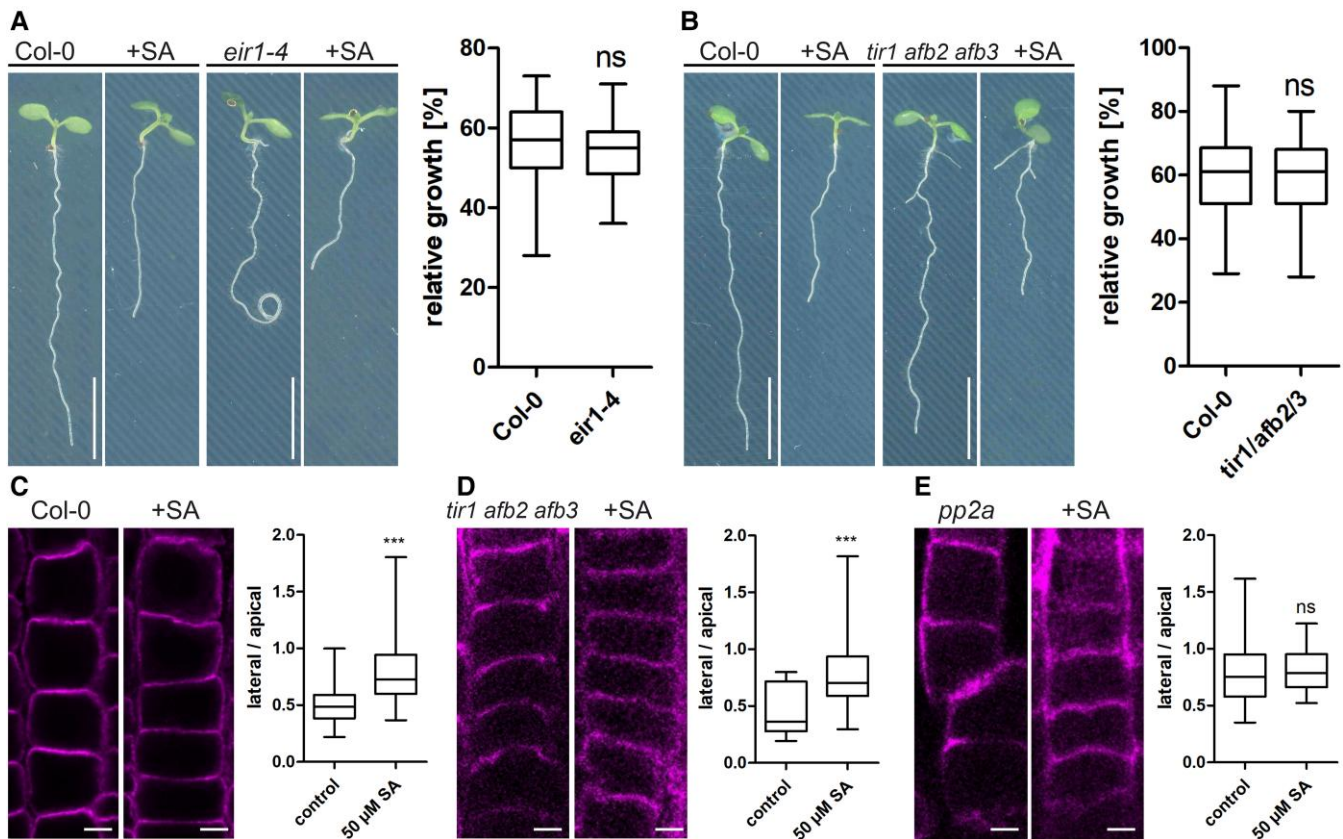 A
Col-0 +SA eir1-4 +SA
relative growth [%]
80
60
40
20
0
ns
Col-0
eir1-4
B
Col-0 +SA tir1 afb2 afb3 +SA
relative growth [%]
100
80
60
40
20
0
ns
Col-0
tir1/afb2/3
C
Col-0 +SA
lateral / apical
2.0
1.5
1.0
0.5
0.0
***
control
50 µM SA
D
tir1 afb2 afb3 +SA
lateral / apical
2.0
1.5
1.0
0.5
0.0
***
control
50 µM SA
E
pp2a +SA
lateral / apical
2.0
1.5
1.0
0.5
0.0
ns
control
50 µM SA